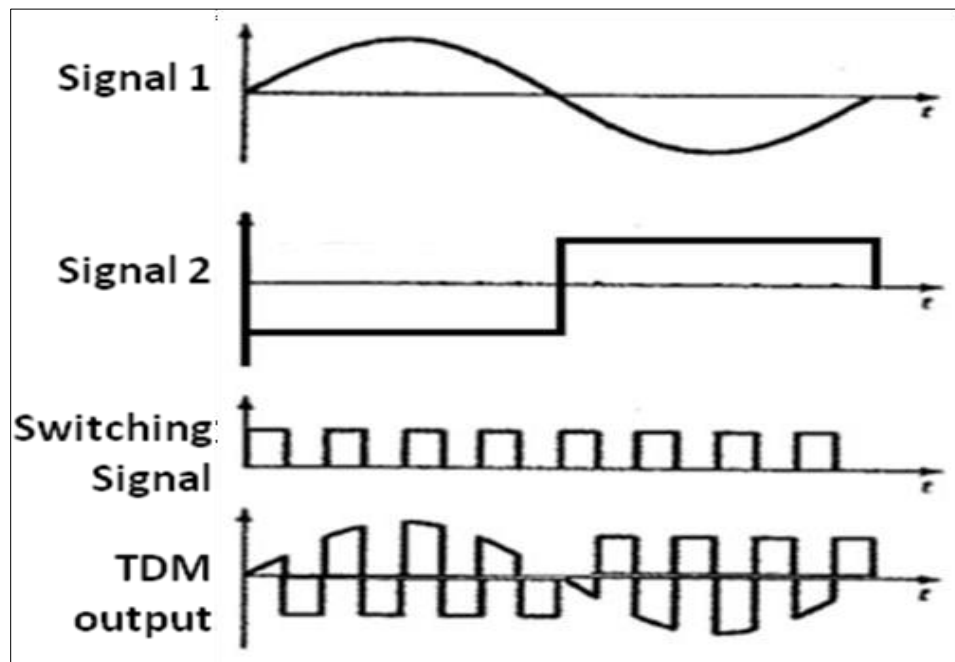 Signal 1
t
Signal 2
t
Switching
Signal
t
TDM
output
t